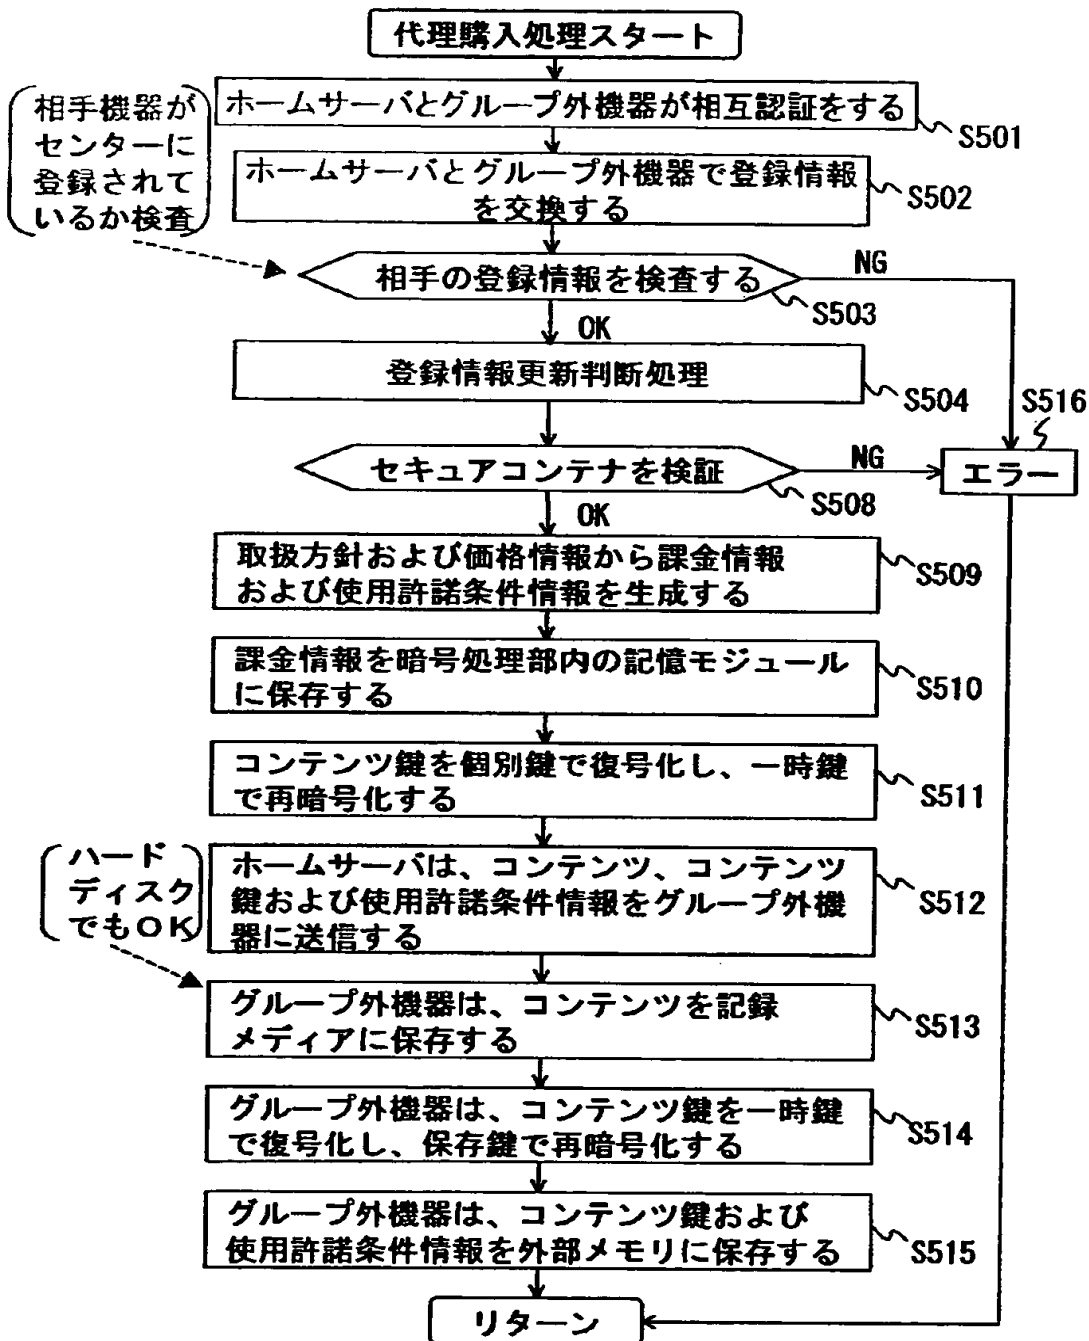 代理購入処理スタート
相手機器が
センターに
登録されて
いるか検査
ホームサーバとグループ外機器が相互認証をする
S501
ホームサーバとグループ外機器で登録情報
を交換する
S502
相手の登録情報を検査する
NG
S503
OK
登録情報更新判断処理
S504
S516
セキュアコンテナを検証
NG
エラー
S508
OK
取扱方針および価格情報から課金情報
および使用許諾条件情報を生成する
S509
課金情報を暗号処理部内の記憶モジュール
に保存する
S510
コンテンツ鍵を個別鍵で復号化し、一時鍵
で再暗号化する
S511
ハード
ディスク
でもOK
ホームサーバは、コンテンツ、コンテンツ
鍵および使用許諾条件情報をグループ外機
器に送信する
S512
グループ外機器は、コンテンツを記録
メディアに保存する
S513
グループ外機器は、コンテンツ鍵を一時鍵
で復号化し、保存鍵で再暗号化する
S514
グループ外機器は、コンテンツ鍵および
使用許諾条件情報を外部メモリに保存する
S515
リターン